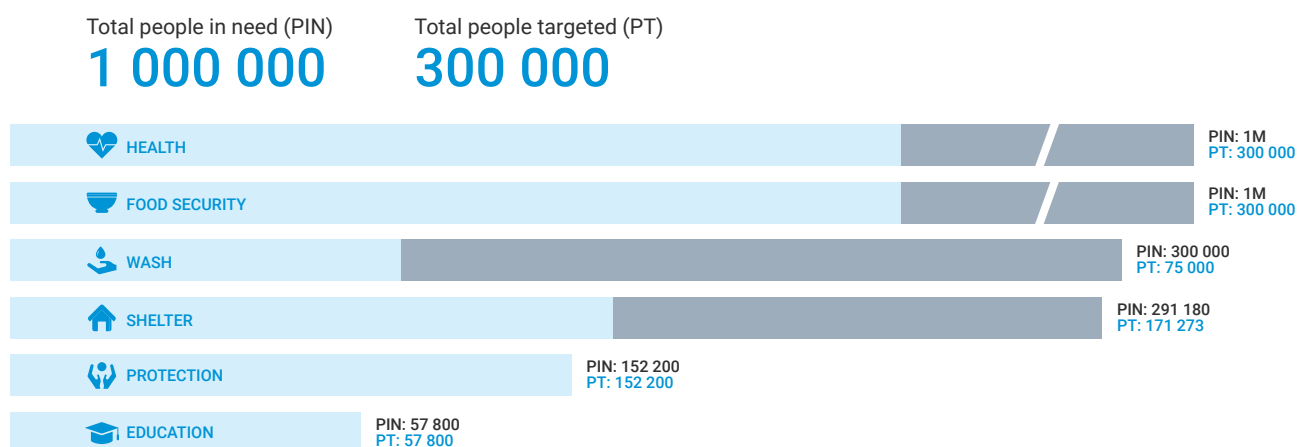 Total people in need (PIN)
1 000 000
Total people targeted (PT)
300 000
HEALTH
PIN: 1M
PT: 300 000
FOOD SECURITY
PIN: 1M
PT: 300 000
WASH
PIN: 300 000
PT: 75 000
SHELTER
PIN: 291 180
PT: 171 273
PROTECTION
PIN: 152 200
PT: 152 200
EDUCATION
PIN: 57 800
PT: 57 800